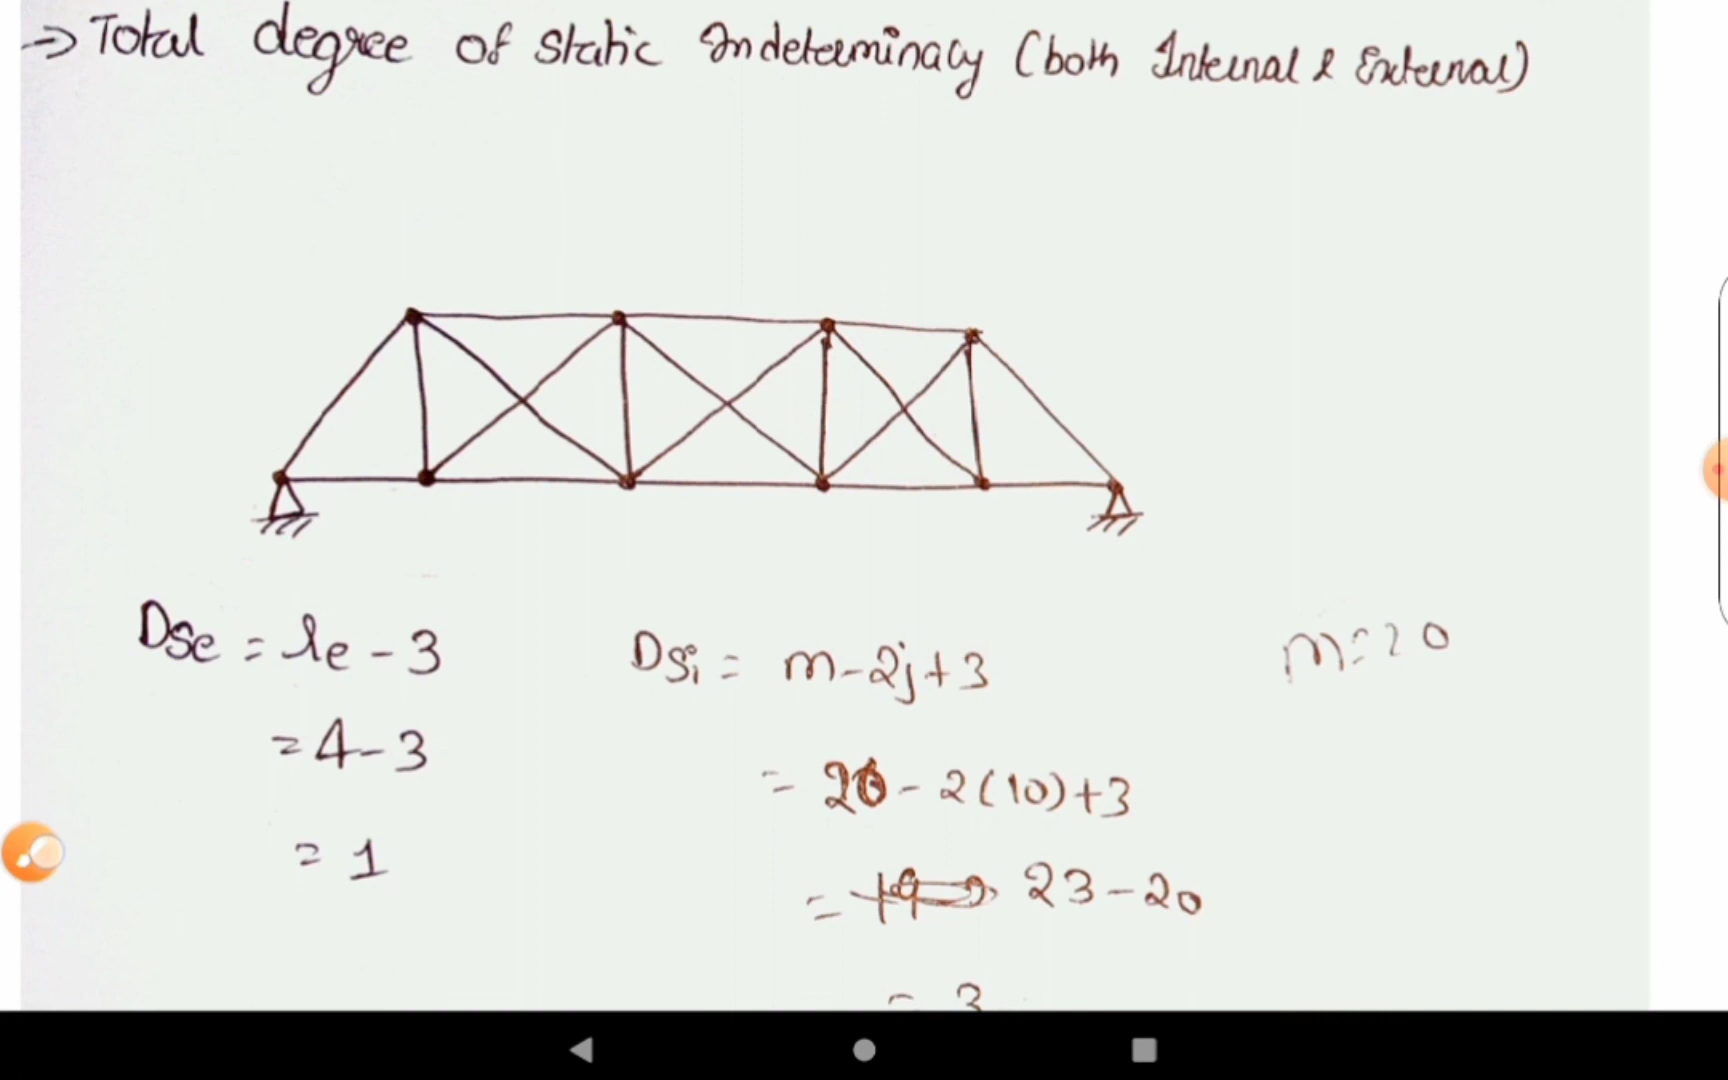 → Total degree of static Indeterminacy (both Internal & External)
Dse = re - 3
= 4 - 3
= 1
Dsi = m - 2j + 3
= 20 - 2(10) + 3
= 23 - 20
= 3
m = 20